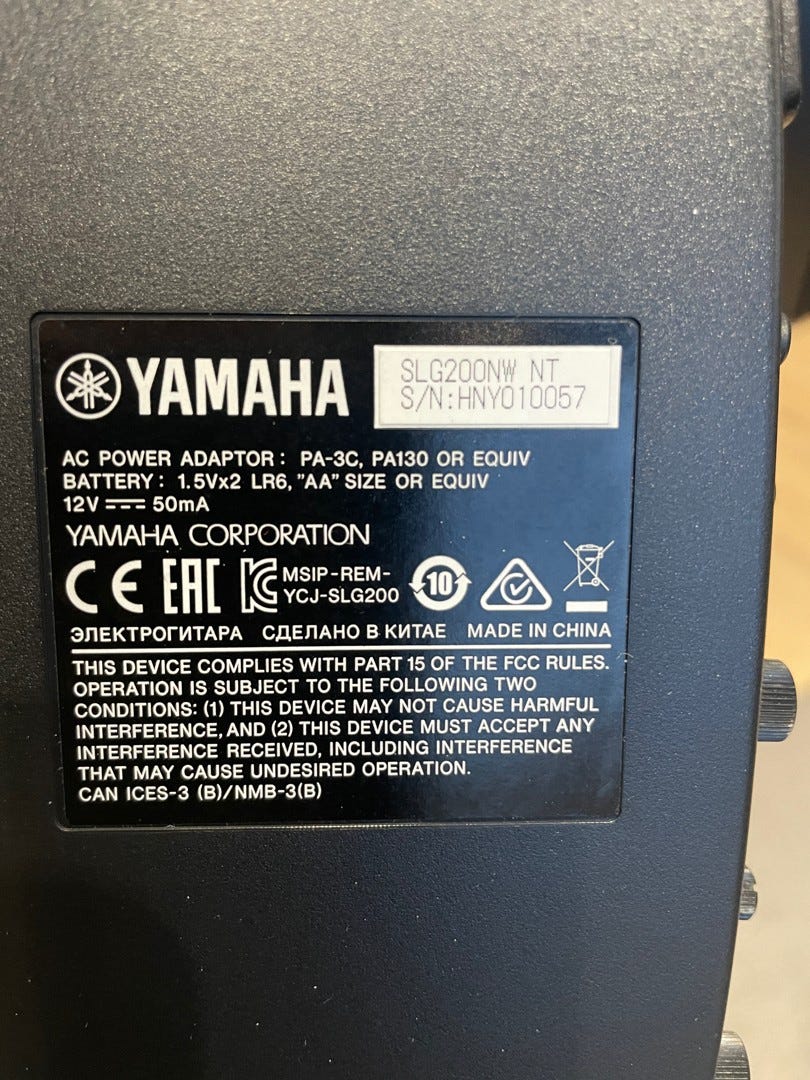 YAMAHA
SLG200NW NT
S/N:HNY010057
AC POWER ADAPTOR: PA-3C, PA130 OR EQUIV
BATTERY: 1.5Vx2 LR6, "AA" SIZE OR EQUIV
12V ⎓ 50mA
YAMAHA CORPORATION
CE EAC KC MSIP-REM-
YCJ-SLG200 10
ЭЛЕКТРОГИТАРА СДЕЛАНО В КИТАЕ MADE IN CHINA
THIS DEVICE COMPLIES WITH PART 15 OF THE FCC RULES.
OPERATION IS SUBJECT TO THE FOLLOWING TWO
CONDITIONS: (1) THIS DEVICE MAY NOT CAUSE HARMFUL
INTERFERENCE, AND (2) THIS DEVICE MUST ACCEPT ANY
INTERFERENCE RECEIVED, INCLUDING INTERFERENCE
THAT MAY CAUSE UNDESIRED OPERATION.
CAN ICES-3 (B)/NMB-3(B)